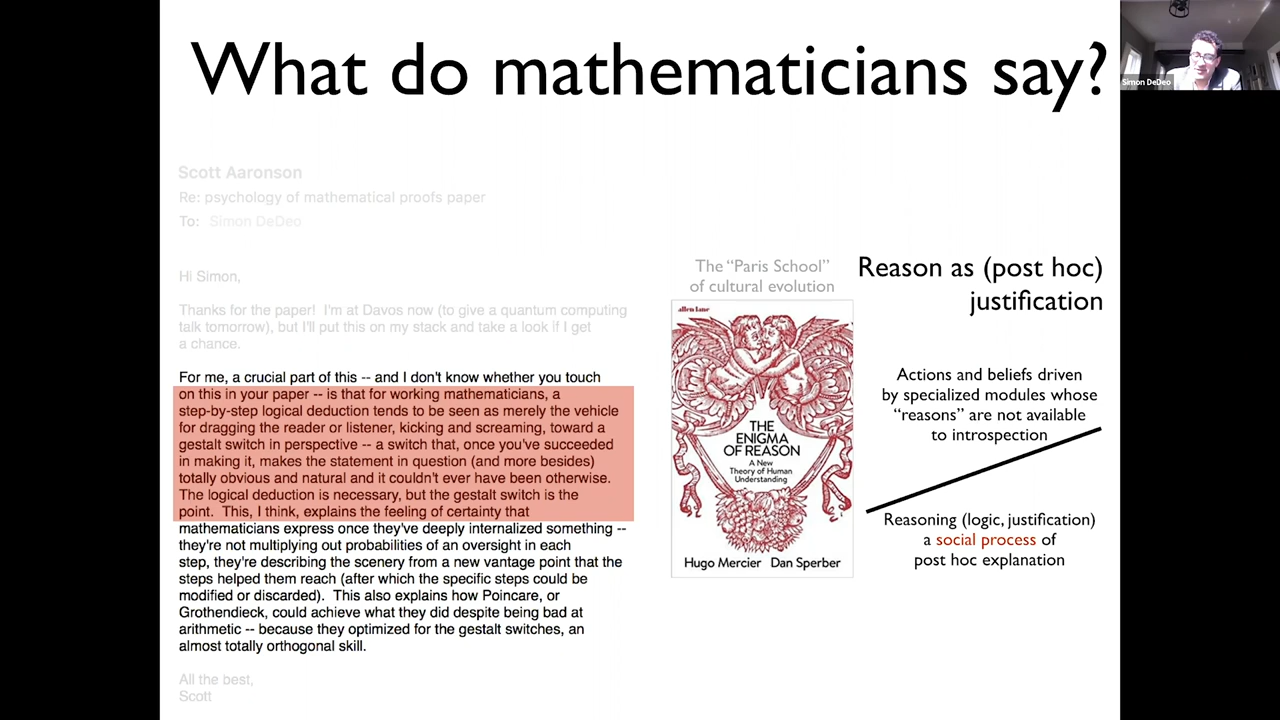 What do mathematicians say?
Simon DeDeo
Scott Aaronson
Re: psychology of mathematical proofs paper
To: Simon DeDeo
Hi Simon,
Thanks for the paper!  I'm at Davos now (to give a quantum computing
talk tomorrow), but I'll put this on my stack and take a look if I get
a chance.
For me, a crucial part of this -- and I don't know whether you touch
on this in your paper -- is that for working mathematicians, a
step-by-step logical deduction tends to be seen as merely the vehicle
for dragging the reader or listener, kicking and screaming, toward a
gestalt switch in perspective -- a switch that, once you've succeeded
in making it, makes the statement in question (and more besides)
totally obvious and natural and it couldn't ever have been otherwise.
The logical deduction is necessary, but the gestalt switch is the
point.  This, I think, explains the feeling of certainty that
mathematicians express once they've deeply internalized something --
they're not multiplying out probabilities of an oversight in each
step, they're describing the scenery from a new vantage point that the
steps helped them reach (after which the specific steps could be
modified or discarded).  This also explains how Poincare, or
Grothendieck, could achieve what they did despite being bad at
arithmetic -- because they optimized for the gestalt switches, an
almost totally orthogonal skill.
All the best,
Scott
The “Paris School”
of cultural evolution
allen lane
THE
ENIGMA
OF REASON
A New
Theory of Human
Understanding
Hugo Mercier Dan Sperber
Reason as (post hoc)
justification
Actions and beliefs driven
by specialized modules whose
“reasons” are not available
to introspection
Reasoning (logic, justification)
a social process of
post hoc explanation